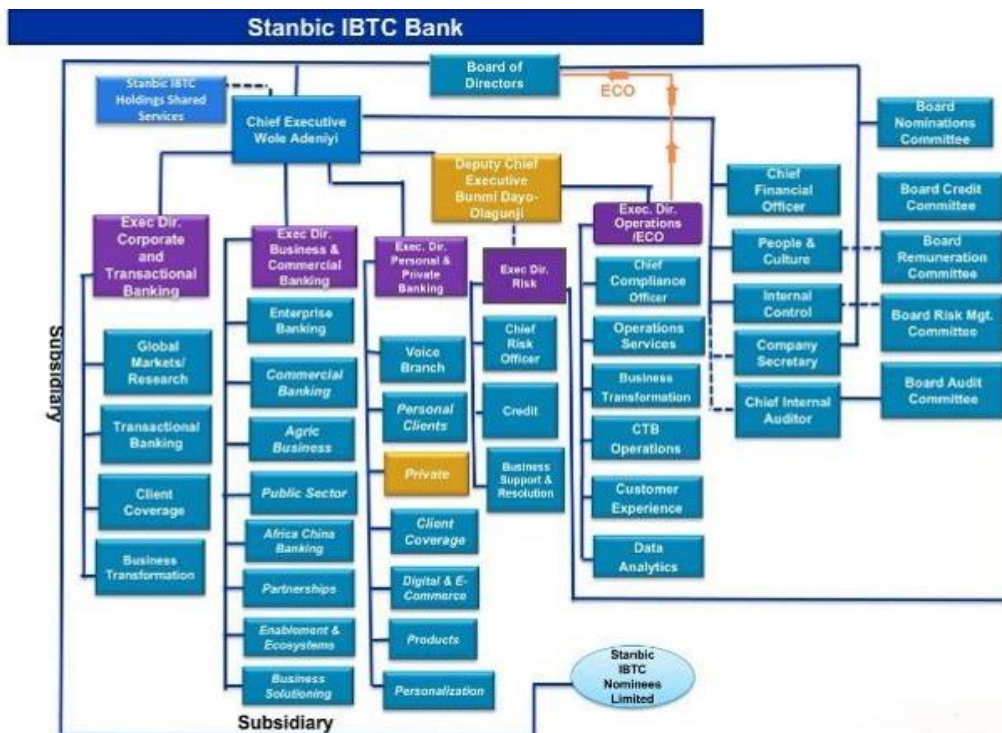 Stanbic IBTC Bank
Board of
Directors
ECO
Stanbic IBTC
Holdings Shared
Services
Chief Executive
Wole Adeniyi
Deputy Chief
Executive
Bunmi Dayo-
Olagunji
Exec Dir.
Corporate
and
Transactional
Banking
Global
Markets/
Research
Transactional
Banking
Client
Coverage
Business
Transformation
Exec Dir.
Business &
Commercial
Banking
Enterprise
Banking
Commercial
Banking
Agric
Business
Public Sector
Africa China
Banking
Partnerships
Enablement &
Ecosystems
Business
Solutioning
Exec. Dir.
Personal &
Private
Banking
Voice
Branch
Personal
Clients
Private
Client
Coverage
Digital & E-
Commerce
Products
Personalization
Exec Dir.
Risk
Chief
Risk
Officer
Credit
Business
Support &
Resolution
Exec. Dir.
Operations
/ECO
Chief
Compliance
Officer
Operations
Services
Business
Transformation
CTB
Operations
Customer
Experience
Data
Analytics
Chief
Financial
Officer
People &
Culture
Internal
Control
Company
Secretary
Chief Internal
Auditor
Board
Nominations
Committee
Board Credit
Committee
Board
Remuneration
Committee
Board Risk Mgt.
Committee
Board Audit
Committee
Subsidiary
Subsidiary
Stanbic
IBTC
Nominees
Limited